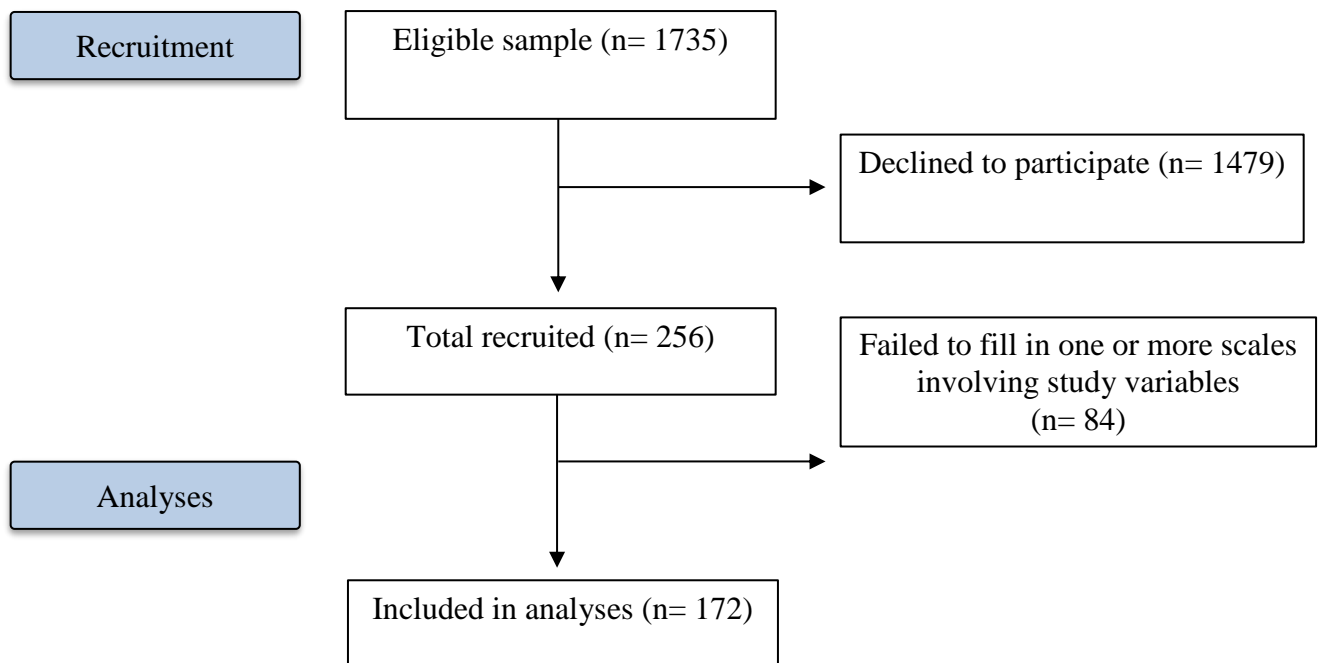 Recruitment
Eligible sample (n= 1735)
Declined to participate (n= 1479)
Total recruited (n= 256)
Failed to fill in one or more scales
involving study variables
(n= 84)
Analyses
Included in analyses (n= 172)